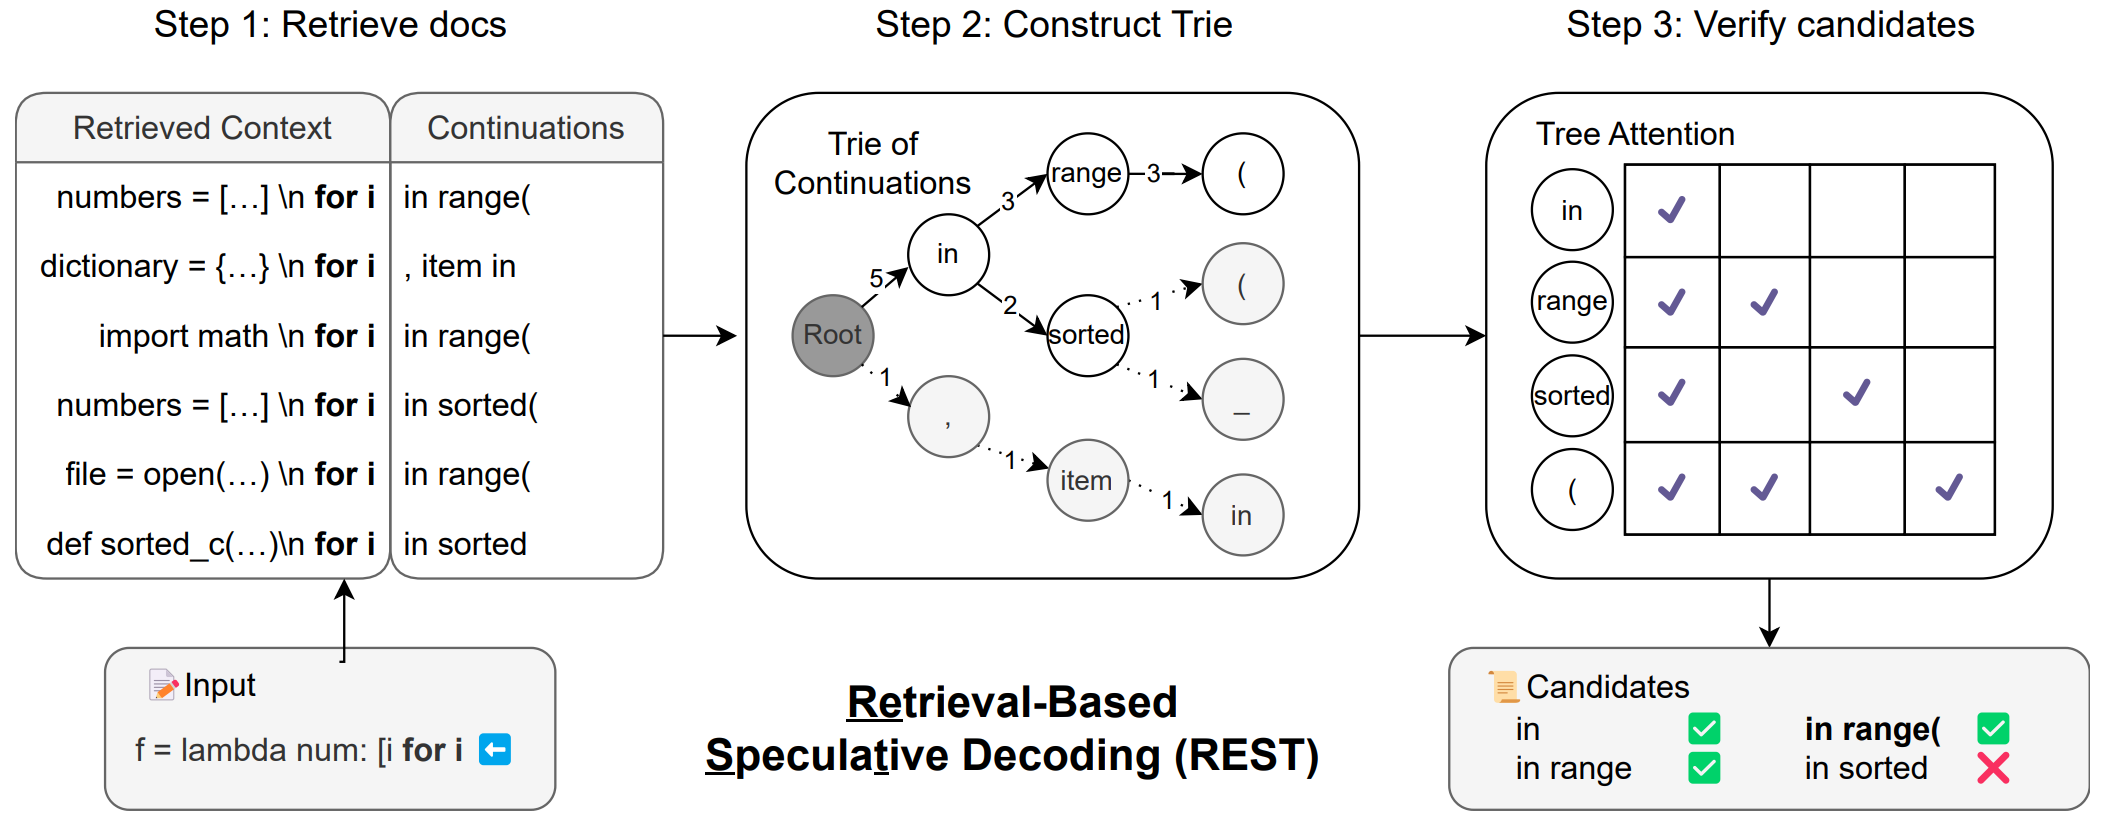 Step 1: Retrieve docs
Step 2: Construct Trie
Step 3: Verify candidates
Retrieved Context
Continuations
numbers = […] \n for i
in range(
dictionary = {…} \n for i
, item in
import math \n for i
in range(
numbers = […] \n for i
in sorted(
file = open(…) \n for i
in range(
def sorted_c(…)\n for i
in sorted
Input
f = lambda num: [i for i
Trie of
Continuations
Root
5
in
3
range
3
(
2
sorted
1
(
1
_
1
,
1
item
1
in
Tree Attention
in
range
sorted
(
Retrieval-Based
Speculative Decoding (REST)
Candidates
in
in range(
in range
in sorted